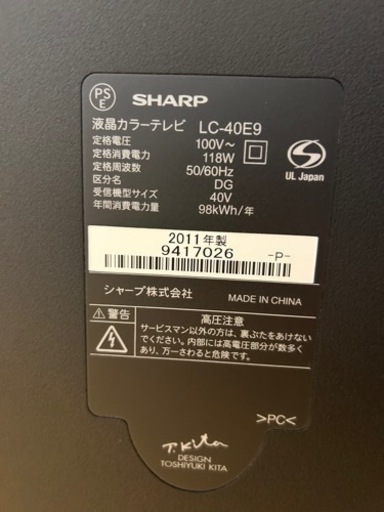 PS
E
SHARP
液晶カラーテレビ LC-40E9
定格電圧 100V～
定格消費電力 118W
定格周波数 50/60Hz
区分名 DG
受信機型サイズ 40V
年間消費電力量 98kWh/年
S
UL Japan
2011年製
9417026 -P-
シャープ株式会社 MADE IN CHINA
警告 高圧注意
サービスマン以外の方は、裏ぶたをあけない
でください。内部には高電圧部分が数多く
あり、万一さわると危険です。
>PC<
T.Kita
DESIGN
TOSHIYUKI KITA